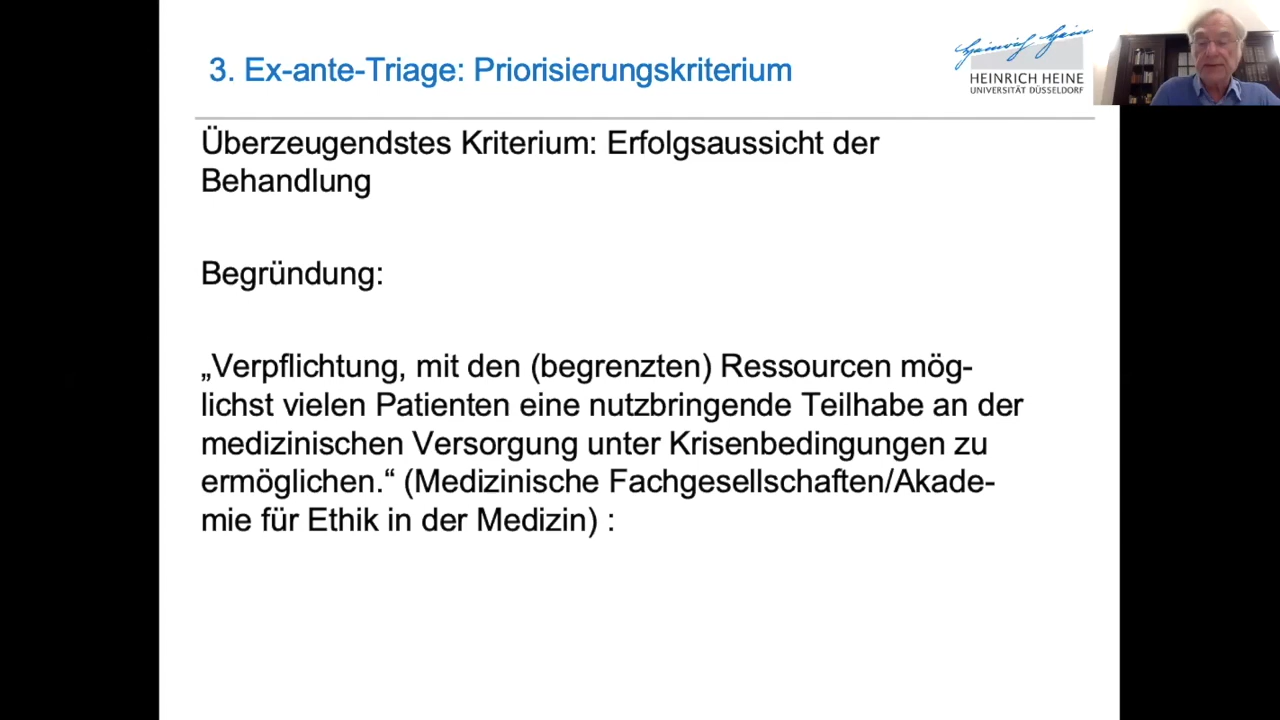 3. Ex-ante-Triage: Priorisierungskriterium
Heinrich Heine
HEINRICH HEINE
UNIVERSITÄT DÜSSELDORF
Überzeugendstes Kriterium: Erfolgsaussicht der
Behandlung
Begründung:
„Verpflichtung, mit den (begrenzten) Ressourcen mög-
lichst vielen Patienten eine nutzbringende Teilhabe an der
medizinischen Versorgung unter Krisenbedingungen zu
ermöglichen.“ (Medizinische Fachgesellschaften/Akade-
mie für Ethik in der Medizin) :